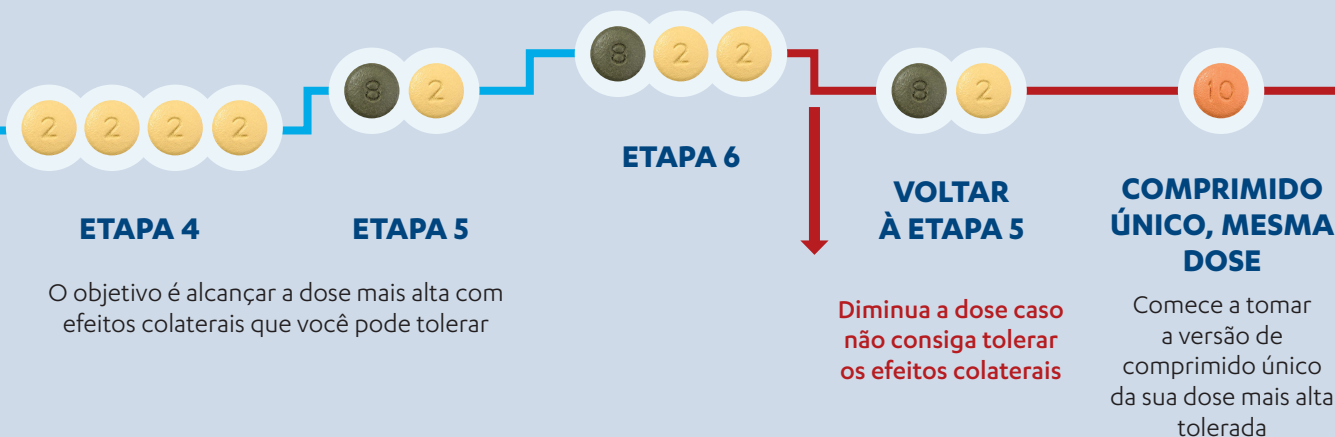 8 2 2
2 2 2 2
8 2
8 2
10
ETAPA 4
ETAPA 5
ETAPA 6
VOLTAR
À ETAPA 5
COMPRIMIDO
ÚNICO, MESMA
DOSE
O objetivo é alcançar a dose mais alta com
efeitos colaterais que você pode tolerar
Diminua a dose caso
não consiga tolerar
os efeitos colaterais
Comece a tomar
a versão de
comprimido único
da sua dose mais alta
tolerada